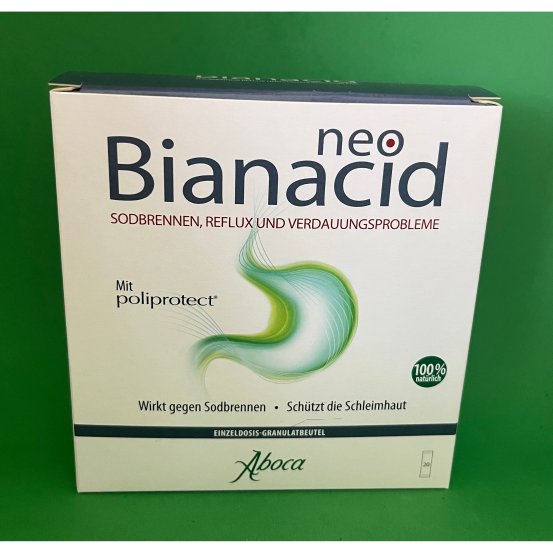 Bianacid
neo
Bianacid
SODBRENNEN, REFLUX UND VERDAUUNGSPROBLEME
Mit
poliprotect®
100%
natürlich
Wirkt gegen Sodbrennen • Schützt die Schleimhaut
EINZELDOSIS-GRANULATBEUTEL
Aboca
20